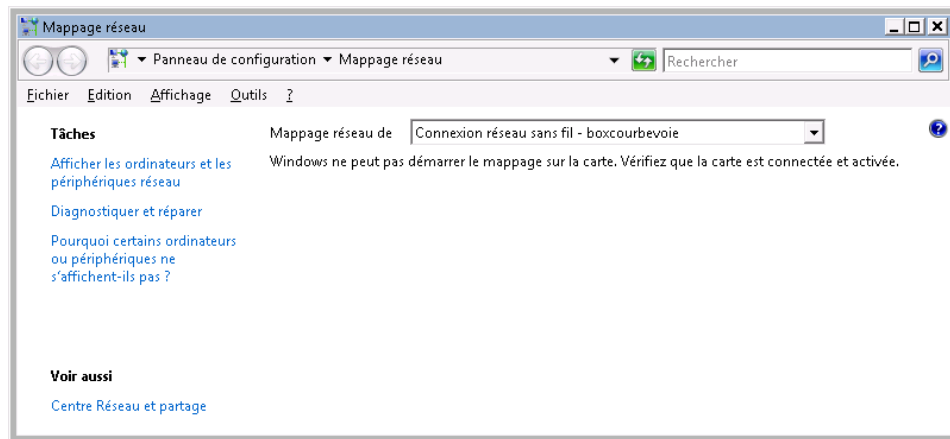 Mappage réseau
Panneau de configuration Mappage réseau
Rechercher
Fichier Edition Affichage Outils ?
Tâches
Afficher les ordinateurs et les
périphériques réseau
Diagnostiquer et réparer
Pourquoi certains ordinateurs
ou périphériques ne
s'affichent-ils pas ?
Voir aussi
Centre Réseau et partage
Mappage réseau de Connexion réseau sans fil - boxcourbevoie
Windows ne peut pas démarrer le mappage sur la carte. Vérifiez que la carte est connectée et activée.